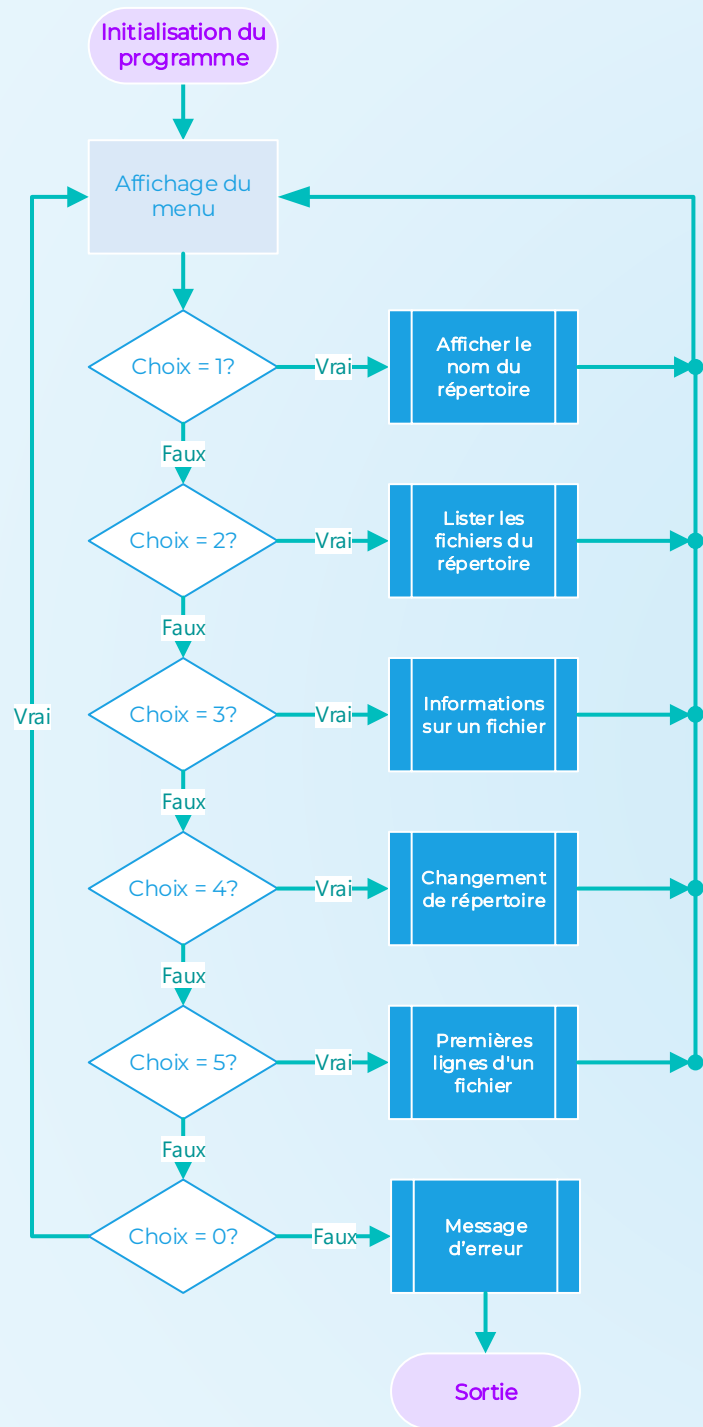 Initialisation du
programme
Affichage du
menu
Choix = 1?
Vrai
Afficher le
nom du
répertoire
Faux
Choix = 2?
Vrai
Lister les
fichiers du
répertoire
Faux
Choix = 3?
Vrai
Informations
sur un fichier
Vrai
Faux
Choix = 4?
Vrai
Changement
de répertoire
Faux
Choix = 5?
Vrai
Premières
lignes d'un
fichier
Faux
Choix = 0?
Faux
Message
d’erreur
Sortie